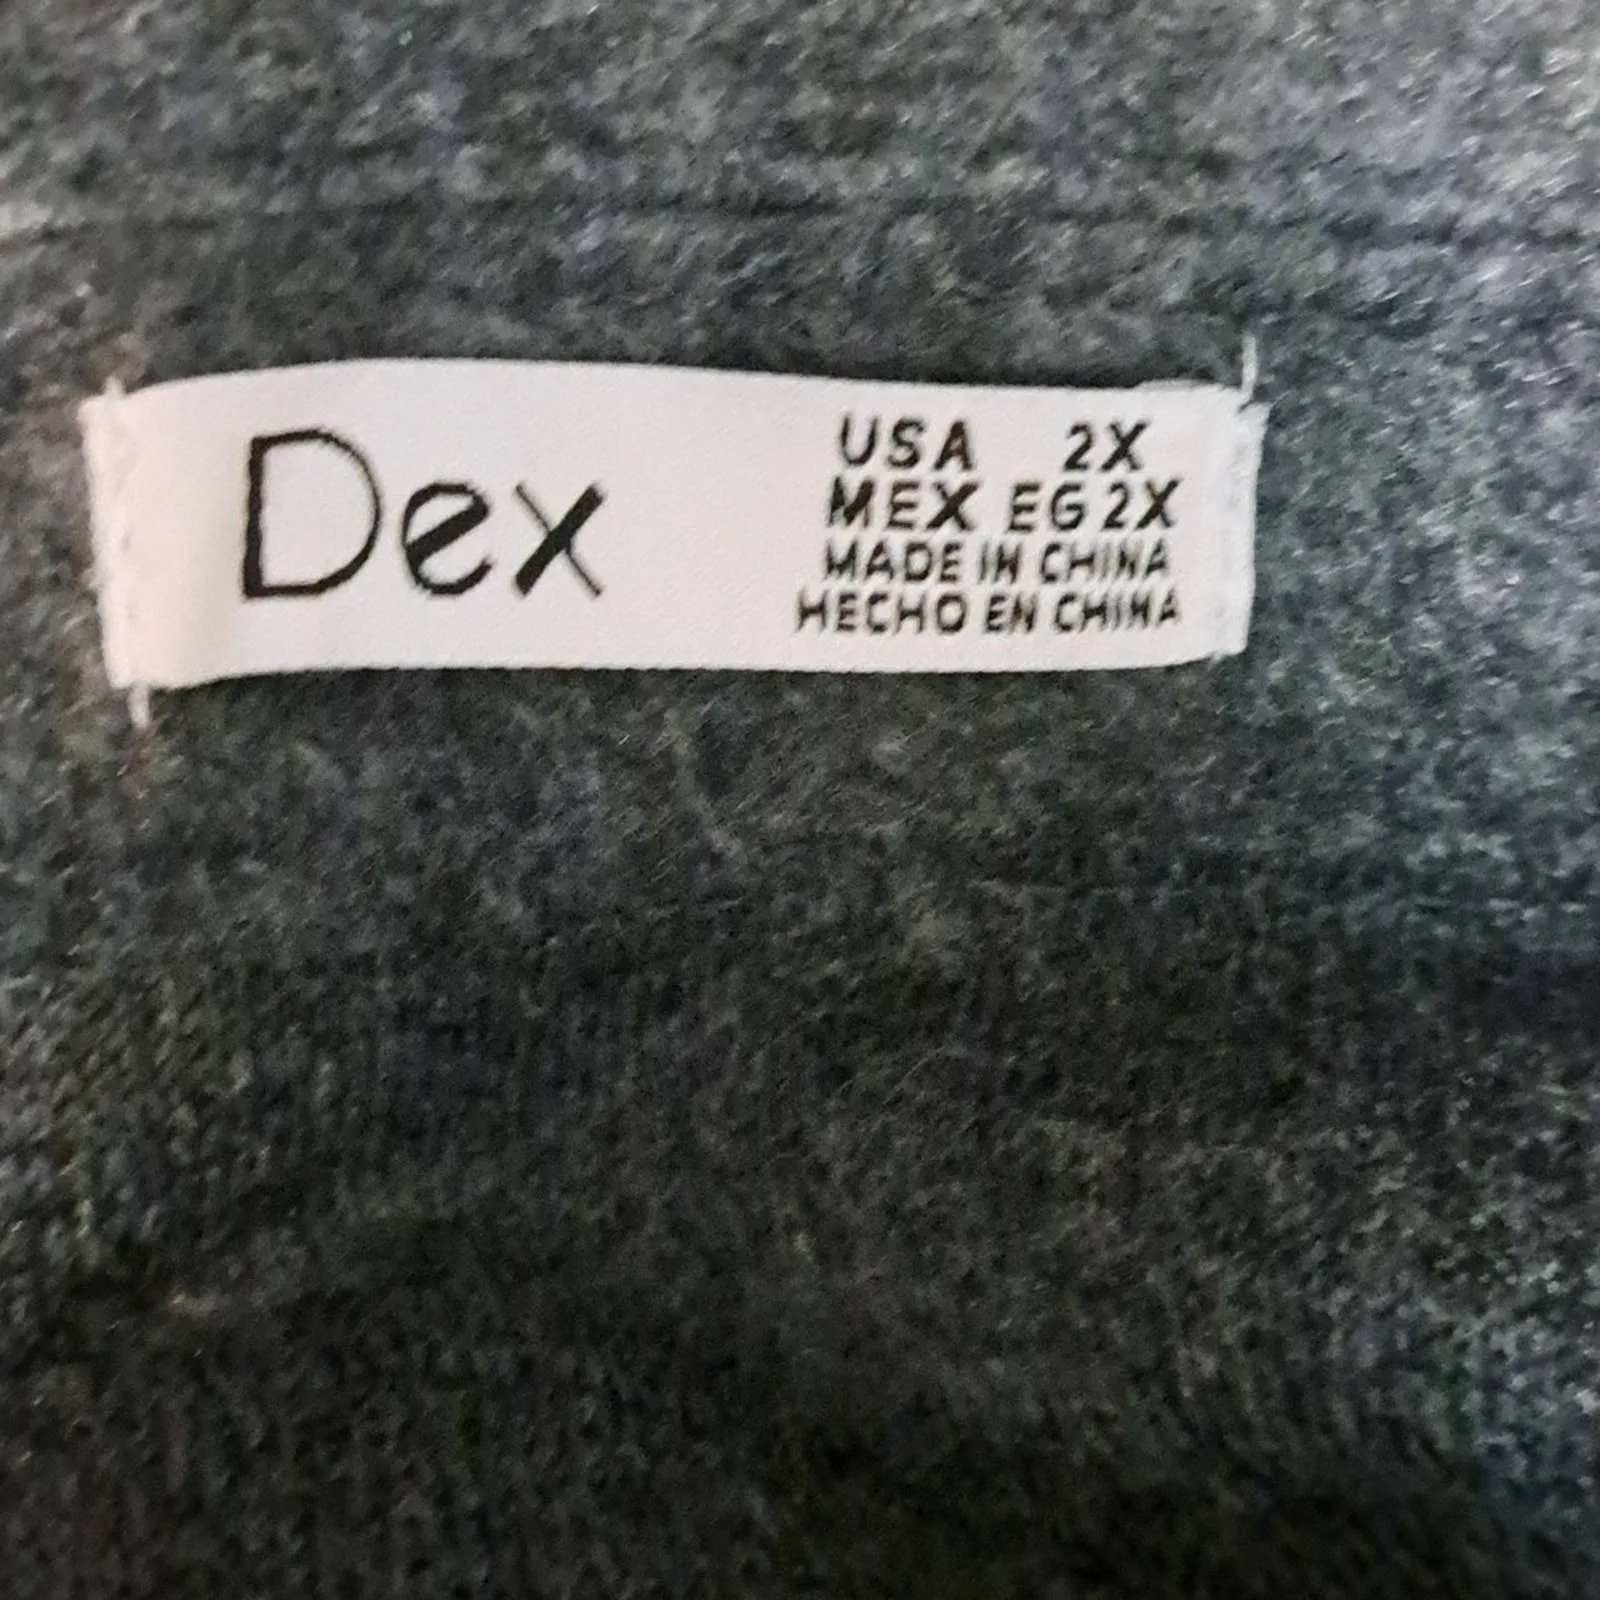 Dex
USA 2X
MEX EG 2X
MADE IN CHINA
HECHO EN CHINA